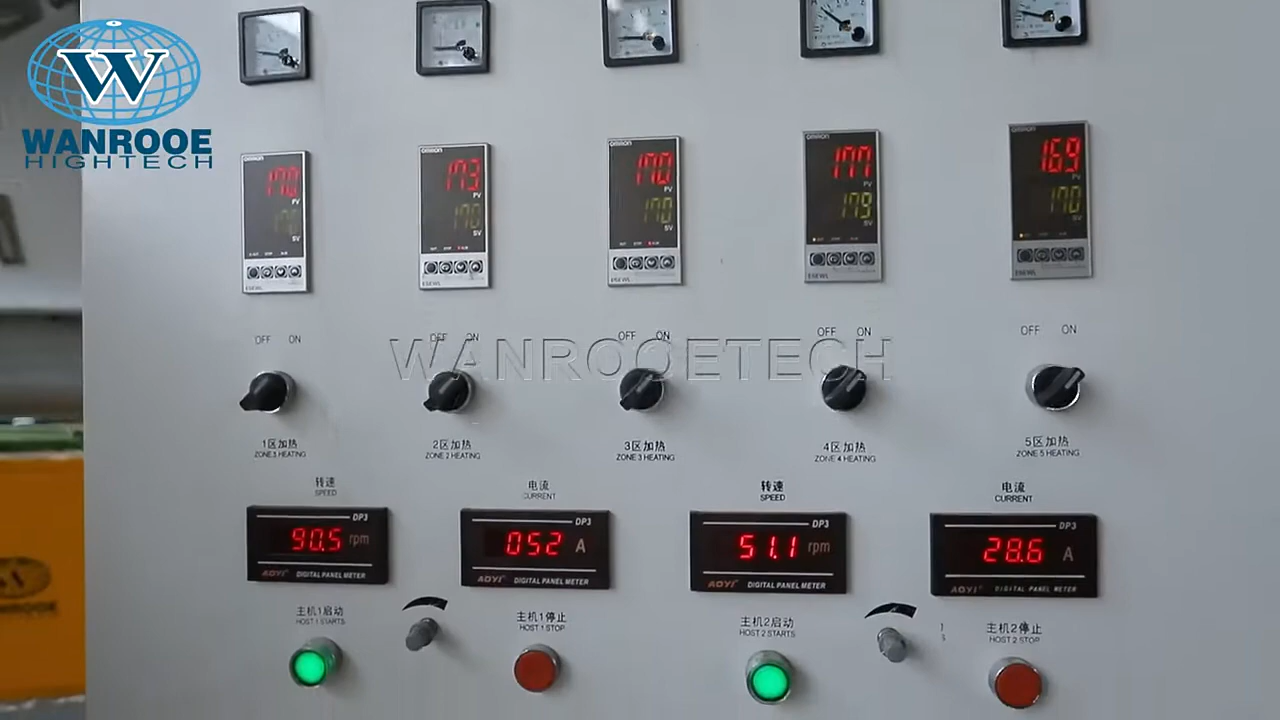 WANROOE
HIGHTECH
OMRON OMRON OMRON OMRON OMRON
170 173 170 177 169
PV PV PV PV PV
170 170 170 179 170
SV SV SV SV SV
E5EWL E5EWL E5EWL E5EWL E5EWL
OFF ON OFF ON OFF ON OFF ON OFF ON
WANROOETECH
1区加热 2区加热 3区加热 4区加热 5区加热
ZONE 1 HEATING ZONE 2 HEATING ZONE 3 HEATING ZONE 4 HEATING ZONE 5 HEATING
转速 电流 转速 电流
SPEED CURRENT SPEED CURRENT
DP3 DP3 DP3 DP3
90.5 rpm 052 A 51.1 rpm 28.6 A
AOYI DIGITAL PANEL METER AOYI DIGITAL PANEL METER AOYI DIGITAL PANEL METER AOYI DIGITAL PANEL METER
主机1启动 主机1停止 主机2启动 主机2停止
HOST 1 STARTS HOST 1 STOP HOST 2 STARTS HOST 2 STOP